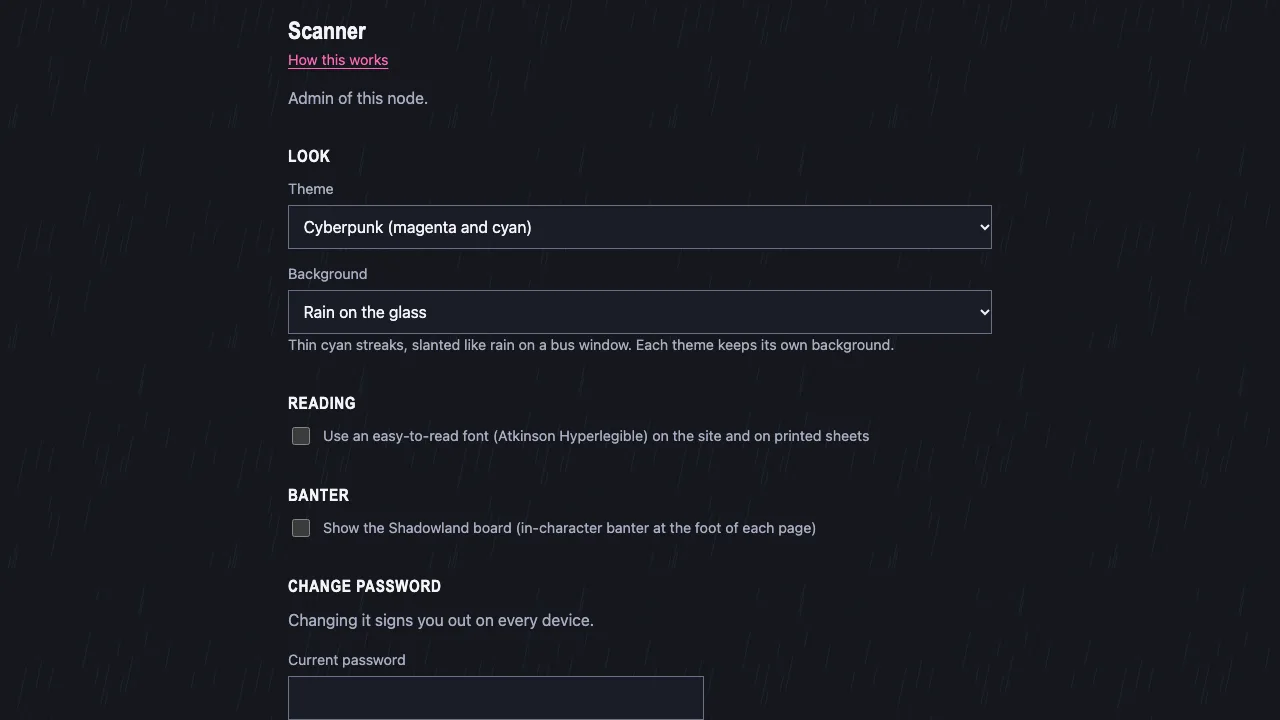 Scanner
How this works
Admin of this node.
LOOK
Theme
Cyberpunk (magenta and cyan)
Background
Rain on the glass
Thin cyan streaks, slanted like rain on a bus window. Each theme keeps its own background.
READING
Use an easy-to-read font (Atkinson Hyperlegible) on the site and on printed sheets
BANTER
Show the Shadowland board (in-character banter at the foot of each page)
CHANGE PASSWORD
Changing it signs you out on every device.
Current password